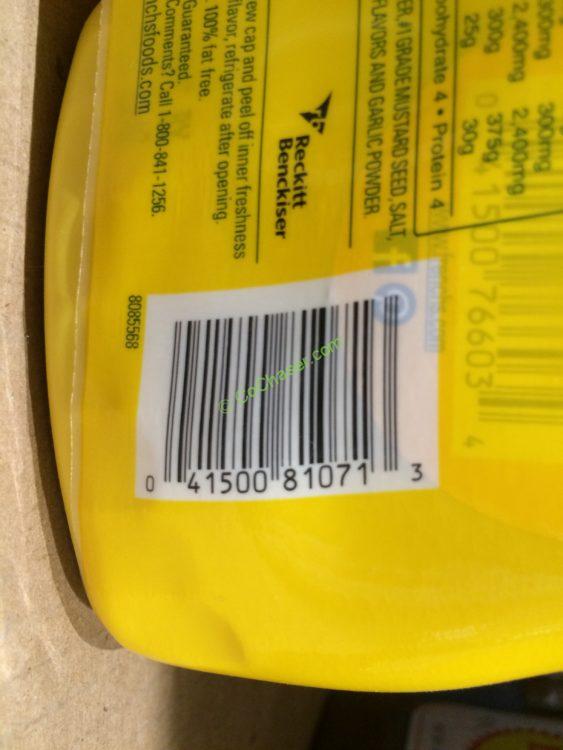 300mg 300mg
2,400mg 2,400mg
300g 375g
25g 30g
ohydrate 4 • Protein 4
ER, #1 GRADE MUSTARD SEED, SALT,
FLAVORS AND GARLIC POWDER.
Reckitt
Benckiser
ew cap and peel off inner freshness
flavor, refrigerate after opening.
100% fat free.
Guaranteed.
Comments? Call 1-800-841-1256.
nchsfoods.com
8085568
0 41500 81071 3
0 41500 76603 4
© CoChaser.com